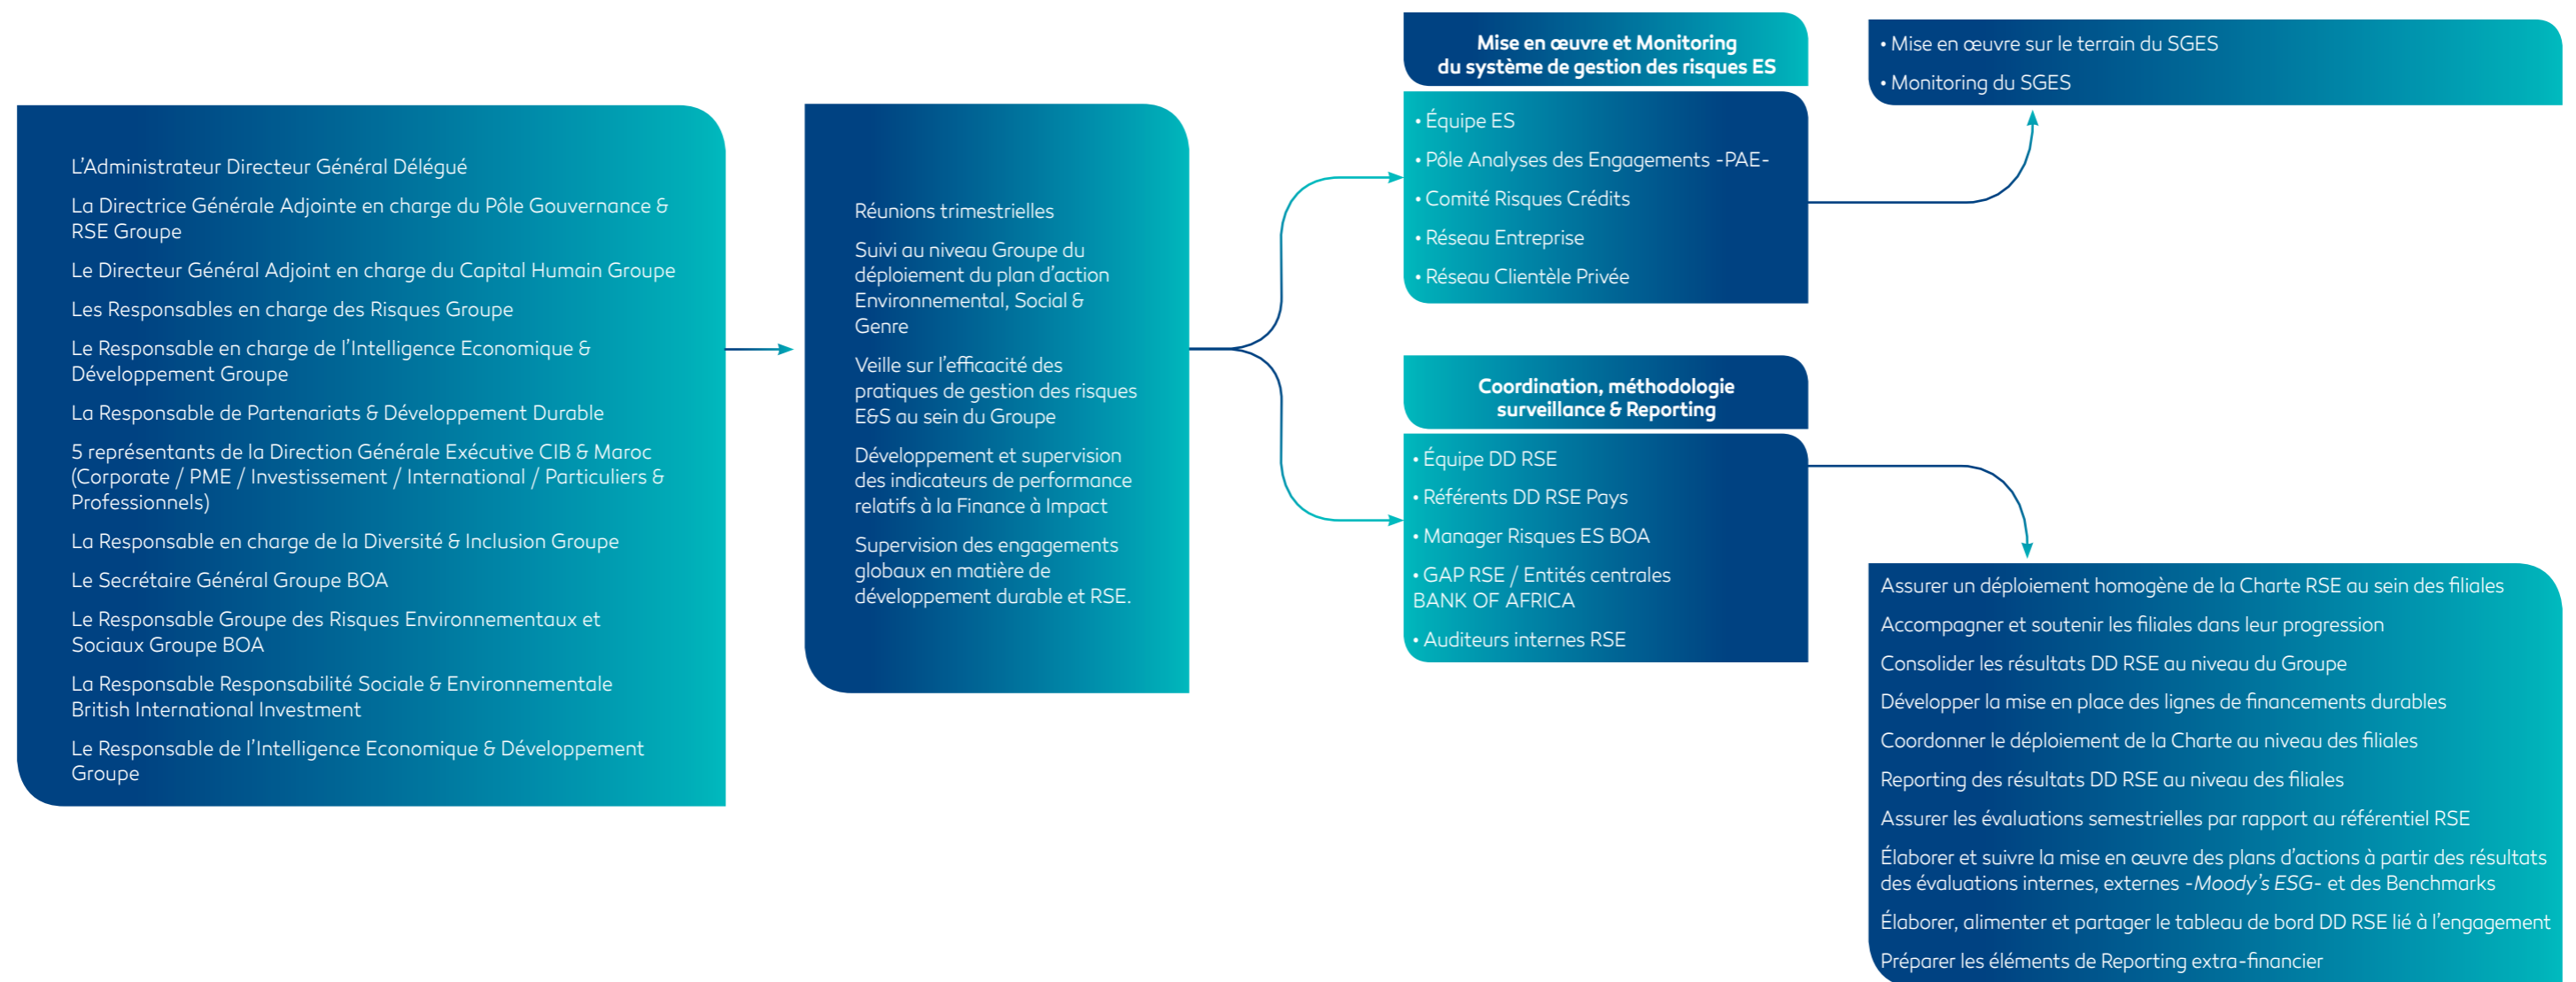 L'Administrateur Directeur Général Délégué
La Directrice Générale Adjointe en charge du Pôle Gouvernance &
RSE Groupe
Le Directeur Général Adjoint en charge du Capital Humain Groupe
Les Responsables en charge des Risques Groupe
Le Responsable en charge de l'Intelligence Economique &
Développement Groupe
La Responsable de Partenariats & Développement Durable
5 représentants de la Direction Générale Exécutive CIB & Maroc
(Corporate / PME / Investissement / International / Particuliers &
Professionnels)
La Responsable en charge de la Diversité & Inclusion Groupe
Le Secrétaire Général Groupe BOA
Le Responsable Groupe des Risques Environnementaux et
Sociaux Groupe BOA
La Responsable Responsabilité Sociale & Environnementale
British International Investment
Le Responsable de l'Intelligence Economique & Développement
Groupe
Réunions trimestrielles
Suivi au niveau Groupe du
déploiement du plan d'action
Environnemental, Social &
Genre
Veille sur l'efficacité des
pratiques de gestion des risques
E&S au sein du Groupe
Développement et supervision
des indicateurs de performance
relatifs à la Finance à Impact
Supervision des engagements
globaux en matière de
développement durable et RSE.
Mise en œuvre et Monitoring
du système de gestion des risques ES
• Équipe ES
• Pôle Analyses des Engagements -PAE-
• Comité Risques Crédits
• Réseau Entreprise
• Réseau Clientèle Privée
• Mise en œuvre sur le terrain du SGES
• Monitoring du SGES
Coordination, méthodologie
surveillance & Reporting
• Équipe DD RSE
• Référents DD RSE Pays
• Manager Risques ES BOA
• GAP RSE / Entités centrales
BANK OF AFRICA
• Auditeurs internes RSE
Assurer un déploiement homogène de la Charte RSE au sein des filiales
Accompagner et soutenir les filiales dans leur progression
Consolider les résultats DD RSE au niveau du Groupe
Développer la mise en place des lignes de financements durables
Coordonner le déploiement de la Charte au niveau des filiales
Reporting des résultats DD RSE au niveau des filiales
Assurer les évaluations semestrielles par rapport au référentiel RSE
Élaborer et suivre la mise en œuvre des plans d'actions à partir des résultats
des évaluations internes, externes -Moody's ESG- et des Benchmarks
Élaborer, alimenter et partager le tableau de bord DD RSE lié à l'engagement
Préparer les éléments de Reporting extra-financier